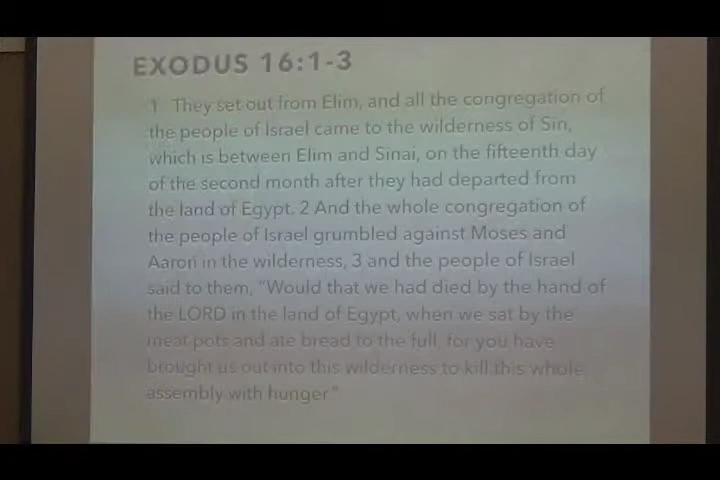 EXODUS 16:1-3
1 They set out from Elim, and all the congregation of
the people of Israel came to the wilderness of Sin,
which is between Elim and Sinai, on the fifteenth day
of the second month after they had departed from
the land of Egypt. 2 And the whole congregation of
the people of Israel grumbled against Moses and
Aaron in the wilderness, 3 and the people of Israel
said to them, "Would that we had died by the hand of
the LORD in the land of Egypt, when we sat by the
meat pots and ate bread to the full, for you have
brought us out into this wilderness to kill this whole
assembly with hunger"